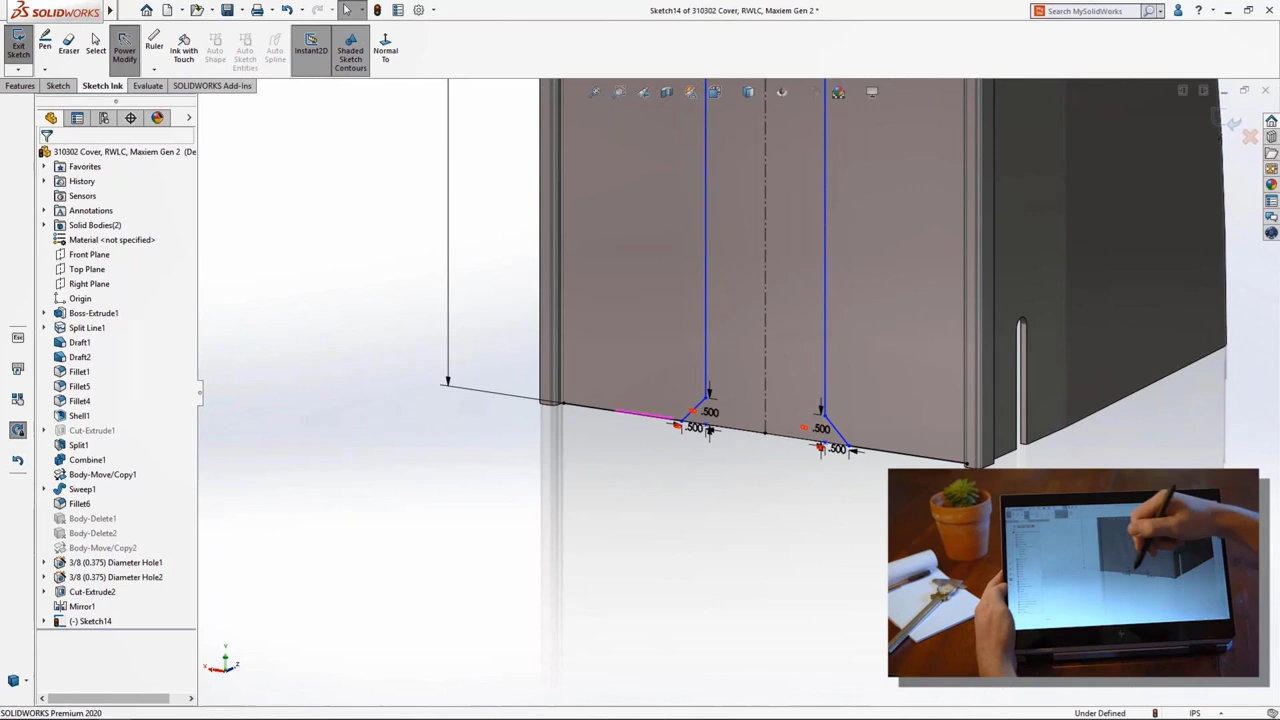 SOLIDWORKS
Sketch14 of 310302 Cover, RWLC, Maxiem Gen 2 *
Search MySolidWorks
Exit
Sketch
Pen
Eraser
Select
Power
Modify
Ruler
Ink with
Touch
Auto
Shape
Auto
Sketch
Entities
Auto
Spline
Instant2D
Shaded
Sketch
Contours
Normal
To
Features
Sketch
Sketch Ink
Evaluate
SOLIDWORKS Add-Ins
310302 Cover, RWLC, Maxiem Gen 2 (De
Favorites
History
Sensors
Annotations
Solid Bodies(2)
Material <not specified>
Front Plane
Top Plane
Right Plane
Origin
Boss-Extrude1
Split Line1
Draft1
Draft2
Fillet1
Fillet5
Fillet4
Shell1
Cut-Extrude1
Split1
Combine1
Body-Move/Copy1
Sweep1
Fillet6
Body-Delete1
Body-Delete2
Body-Move/Copy2
3/8 (0.375) Diameter Hole1
3/8 (0.375) Diameter Hole2
Cut-Extrude2
Mirror1
(-) Sketch14
Esc
.500
.500
.500
.500
Y
X
Z
SOLIDWORKS Premium 2020
Under Defined
IPS